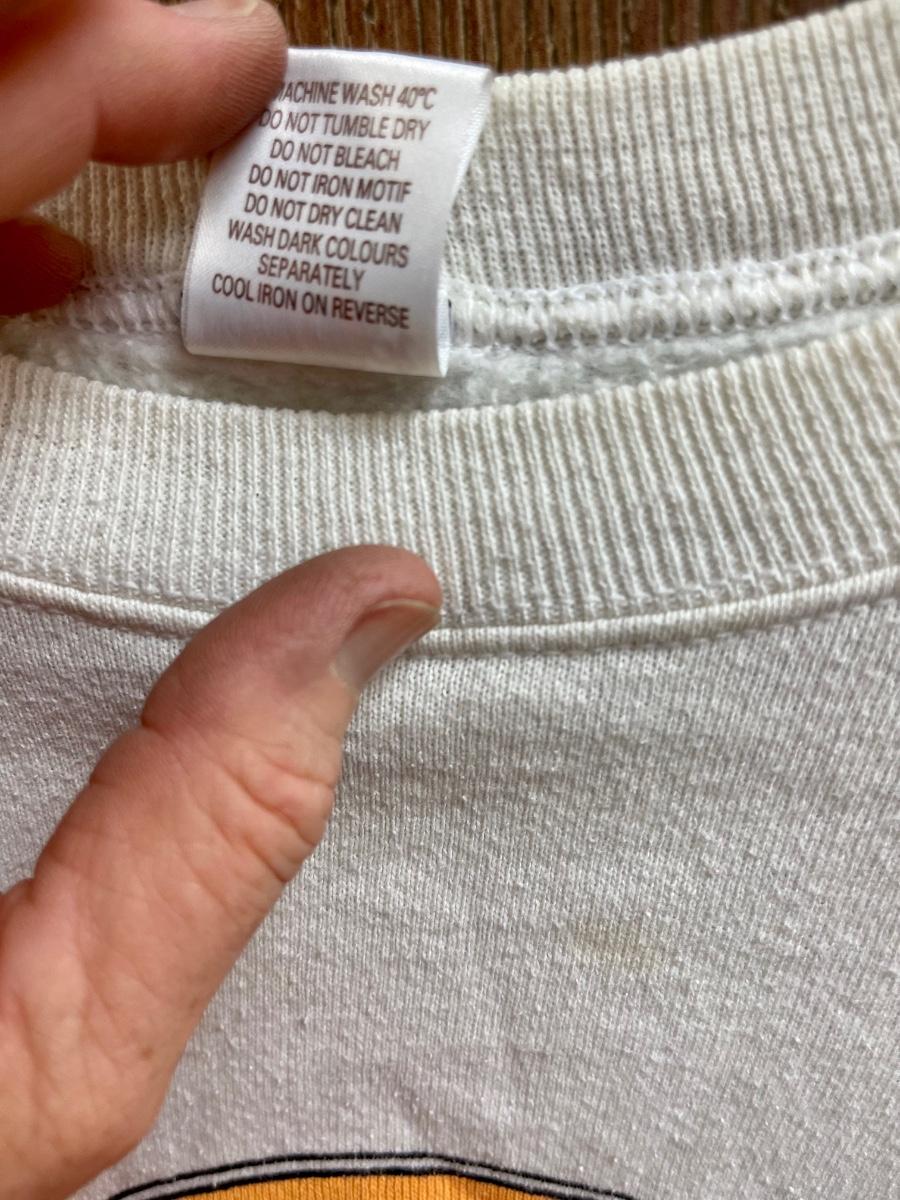 MACHINE WASH 40°C
DO NOT TUMBLE DRY
DO NOT BLEACH
DO NOT IRON MOTIF
DO NOT DRY CLEAN
WASH DARK COLOURS
SEPARATELY
COOL IRON ON REVERSE